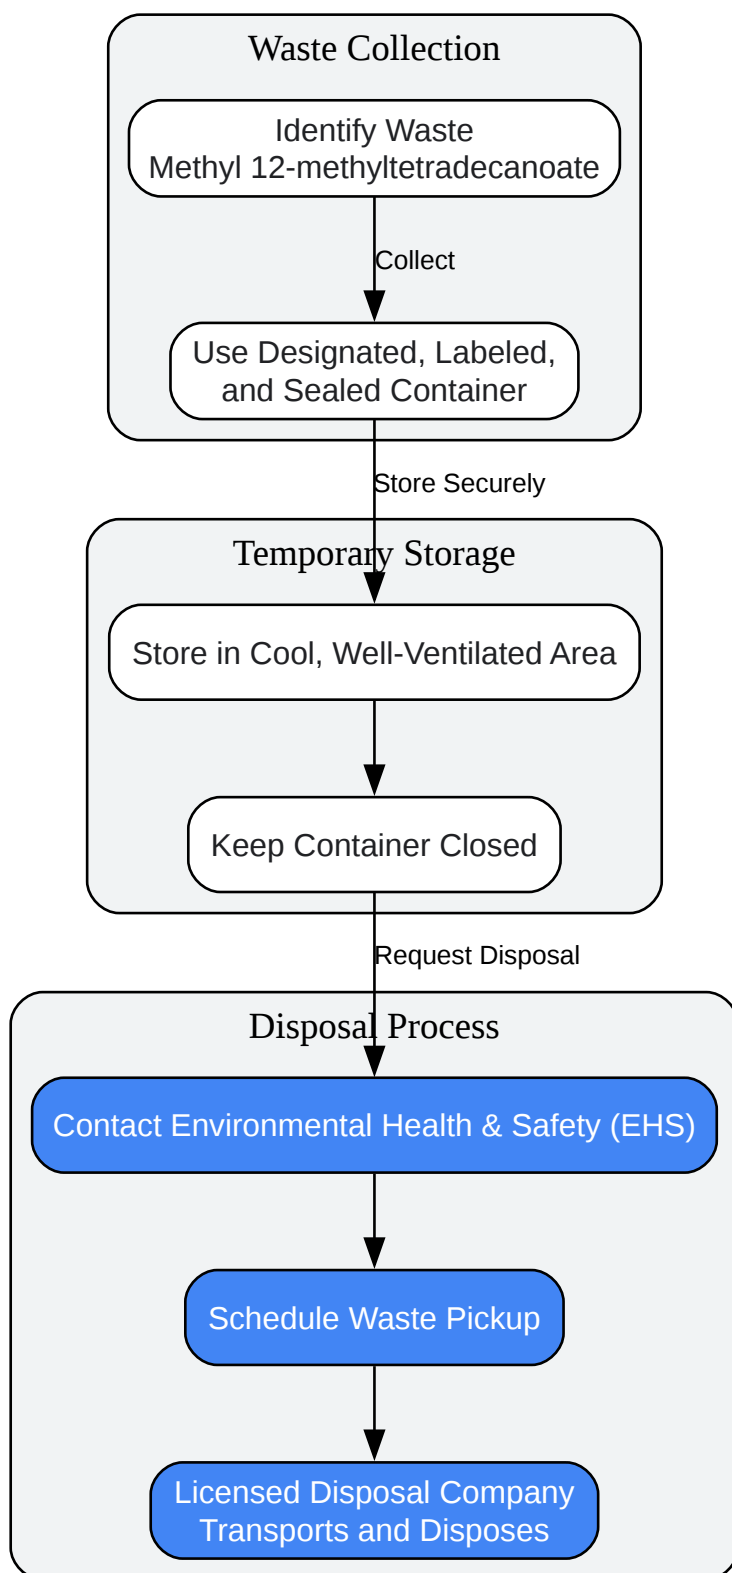 Waste Collection
Identify Waste
Methyl 12-methyltetradecanoate
Collect
Use Designated, Labeled,
and Sealed Container
Store Securely
Temporary Storage
Store in Cool, Well-Ventilated Area
Keep Container Closed
Request Disposal
Disposal Process
Contact Environmental Health & Safety (EHS)
Schedule Waste Pickup
Licensed Disposal Company
Transports and Disposes